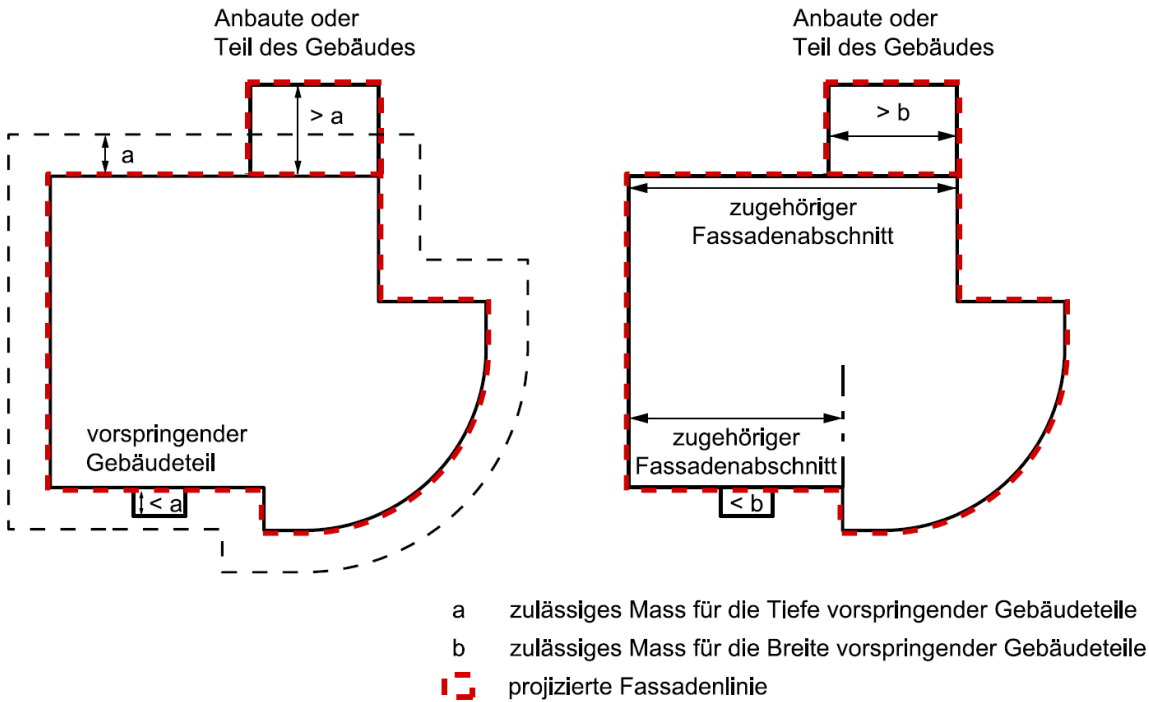 Anbaute oder
Teil des Gebäudes
> a
a
vorspringender
Gebäudeteil
< a
Anbaute oder
Teil des Gebäudes
> b
zugehöriger
Fassadenabschnitt
zugehöriger
Fassadenabschnitt
< b
a zulässiges Mass für die Tiefe vorspringender Gebäudeteile
b zulässiges Mass für die Breite vorspringender Gebäudeteile
projizierte Fassadenlinie